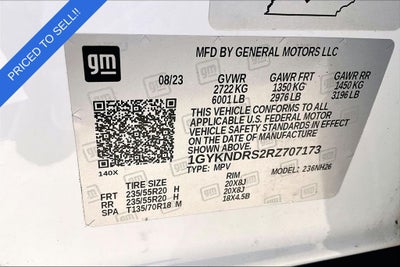 PRICED TO SELL!!
gm
MFD BY GENERAL MOTORS LLC
08/23 GVWR GAWR FRT GAWR RR
2722 KG 1350 KG 1450 KG
6001 LB 2976 LB 3196 LB
THIS VEHICLE CONFORMS TO ALL
APPLICABLE U.S. FEDERAL MOTOR
VEHICLE SAFETY STANDARDS IN EFFECT
ON THE DATE OF MANUFACTURE
SHOWN ABOVE.
1GYKNDRS2RZ707173
140X TYPE: MPV MODEL: 236NH26
TIRE SIZE RIM
FRT 235/55R20 H 20X8J
RR 235/55R20 H 20X8J
SPA T135/70R18 M 18X4.5B